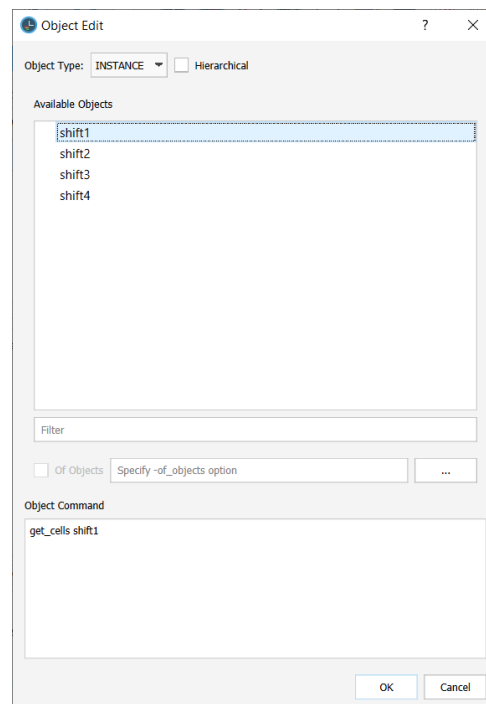 Object Edit ? ×
Object Type: INSTANCE Hierarchical
Available Objects
shift1
shift2
shift3
shift4
Filter
Of Objects Specify -of_objects option ...
Object Command
get_cells shift1
OK Cancel